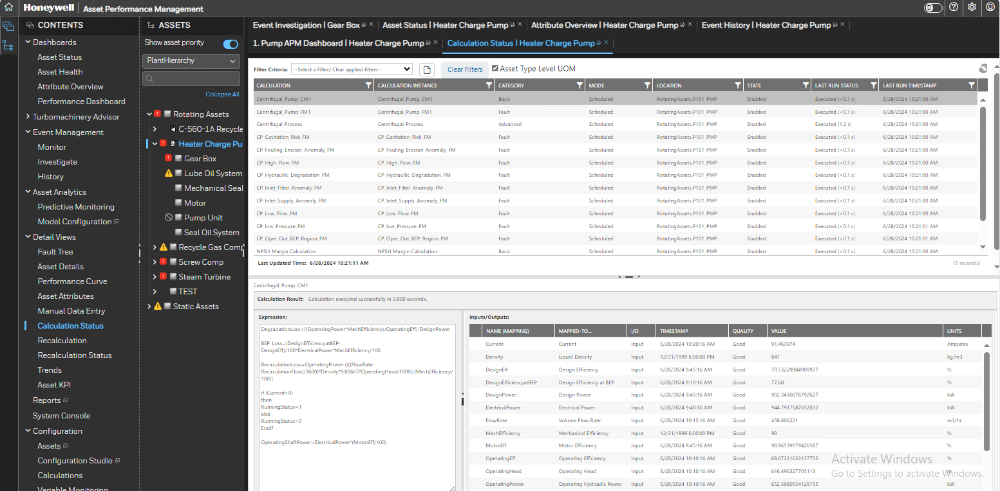 Honeywell | Asset Performance Management
CONTENTS
Dashboards
Asset Status
Asset Health
Attribute Overview
Performance Dashboard
Turbomachinery Advisor
Event Management
Monitor
Investigate
History
Asset Analytics
Predictive Monitoring
Model Configuration
Detail Views
Fault Tree
Asset Details
Performance Curve
Asset Attributes
Manual Data Entry
Calculation Status
Recalculation
Recalculation Status
Trends
Asset KPI
Reports
System Console
Configuration
Assets
Configuration Studio
Calculations
Variable Monitoring
ASSETS
Show asset priority
PlantHierarchy
Collapse All
Rotating Assets
C-560-1A Recycle
Heater Charge Pu
Gear Box
Lube Oil System
Mechanical Seal
Motor
Pump Unit
Seal Oil System
Recycle Gas Comp
Screw Comp
Steam Turbine
TEST
Static Assets
Event Investigation | Gear Box × Asset Status | Heater Charge Pump × Attribute Overview | Heater Charge Pump × Event History | Heater Charge Pump ×
1. Pump APM Dashboard | Heater Charge Pump × Calculation Status | Heater Charge Pump ×
Filter Criteria: --Select a Filter/ Clear applied filters-- Clear Filters Asset Type Level UOM
CALCULATION CALCULATION INSTANCE CATEGORY MODE LOCATION STATE LAST RUN STATUS LAST RUN TIMESTAMP
Centrifugal_Pump_CM1 Centrifugal_Pump_CM1 Basic Scheduled RotatingAssets.P101_PMP Enabled Executed (<0.1 s) 6/28/2024 10:21:00 AM
Centrifugal_Pump_FM1 Centrifugal_Pump_FM1 Fault Scheduled RotatingAssets.P101_PMP Enabled Executed (<0.1 s) 6/28/2024 10:21:00 AM
Centrifugal-Process Centrifugal-Process Advanced Scheduled RotatingAssets.P101_PMP Enabled Executed (1.2 s) 6/28/2024 10:21:00 AM
CP_Cavitation_Risk_FM CP_Cavitation_Risk_FM Fault Scheduled RotatingAssets.P101_PMP Enabled Executed (<0.1 s) 6/28/2024 10:21:00 AM
CP_Fouling_Erosion_Anomaly_FM CP_Fouling_Erosion_Anomaly_FM Fault Scheduled RotatingAssets.P101_PMP Enabled Executed (<0.1 s) 6/28/2024 10:21:00 AM
CP_High_Flow_FM CP_High_Flow_FM Fault Scheduled RotatingAssets.P101_PMP Enabled Executed (<0.1 s) 6/28/2024 10:21:00 AM
CP_Hydraullic_Degradation_FM CP_Hydraullic_Degradation_FM Fault Scheduled RotatingAssets.P101_PMP Enabled Executed (<0.1 s) 6/28/2024 10:21:00 AM
CP_Inlet_Filter_Anomaly_FM CP_Inlet_Filter_Anomaly_FM Fault Scheduled RotatingAssets.P101_PMP Enabled Executed (<0.1 s) 6/28/2024 10:21:00 AM
CP_Inlet_Supply_Anomaly_FM CP_Inlet_Supply_Anomaly_FM Fault Scheduled RotatingAssets.P101_PMP Enabled Executed (<0.1 s) 6/28/2024 10:21:00 AM
CP_Low_Flow_FM CP_Low_Flow_FM Fault Scheduled RotatingAssets.P101_PMP Enabled Executed (<0.1 s) 6/28/2024 10:21:00 AM
CP_low_Pressure_FM CP_low_Pressure_FM Fault Scheduled RotatingAssets.P101_PMP Enabled Executed (<0.1 s) 6/28/2024 10:21:01 AM
CP_Oper_Out_BEP_Region_FM CP_Oper_Out_BEP_Region_FM Fault Scheduled RotatingAssets.P101_PMP Enabled Executed (<0.1 s) 6/28/2024 10:21:01 AM
NPSH Margin Calculation NPSH Margin Calculation Basic Scheduled RotatingAssets.P101_PMP Enabled Executed (<0.1 s) 6/28/2024 10:21:00 AM
Last Updated Time: 6/28/2024 10:21:11 AM 15 record(s)
Centrifugal_Pump_CM1
Calculation Result: Calculation executed successfully in 0.000 seconds.
Expression:
DegradationLoss=((OperatingPower*MechEfficiency)/OperatingEff)-DesignPower
BEP_Loss=(DesignEfficiencyatBEP-
DesignEff)/100*ElectricalPower*MechEfficiency/100
RecirculationLoss=OperatingPower-((((FlowRate-
RecirculationFlow)/3600)*Density*9.80665*OperatingHead/1000)/(MechEfficiency/
100))
if (Current>0)
then
RunningStatus=1
else
RunningStatus=0
Endif
OperatingShaftPower=ElectricalPower*(MotorEff/100)
Inputs/Outputs:
NAME (MAPPING) MAPPED-TO... I/O TIMESTAMP QUALITY VALUE UNITS
Current Current Input 6/28/2024 10:20:16 AM Good 91.463974 Amperes
Density Liquid Density Input 12/31/1999 6:00:00 PM Good 841 kg/m3
DesignEff Design Efficiency Input 6/28/2024 9:45:16 AM Good 70.53229984909977 %
DesignEfficiencyatBEP Design Efficiency at BEP Input 6/28/2024 9:10:16 AM Good 77.68 %
DesignPower Design Power Input 6/28/2024 9:45:16 AM Good 902.3436076792627 kW
ElectricalPower Electrical Power Input 6/28/2024 9:40:16 AM Good 944.7917587652032 kW
FlowRate Volume Flow Rate Input 6/28/2024 10:15:16 AM Good 458.806221 m3/hr
MechEfficiency Mechanical Efficiency Input 12/31/1999 6:00:00 PM Good 98 %
MotorEff Motor Efficiency Input 6/28/2024 9:45:16 AM Good 98.96539179426587 %
OperatingEff Operating Efficiency Input 6/28/2024 10:10:16 AM Good 69.07321633137755 %
OperatingHead Operating Head Input 6/28/2024 10:10:16 AM Good 616.496327705113 m
OperatingPower Operating Hydraulic Power Input 6/28/2024 10:10:16 AM Good 652.5980554129155 kW
Activate Windows
Go to Settings to activate Windows.